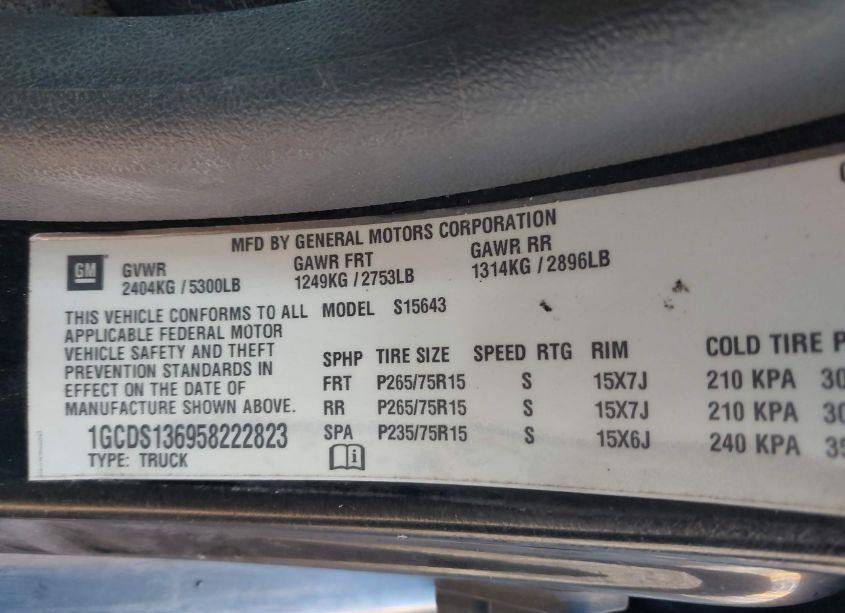 MFD BY GENERAL MOTORS CORPORATION
GM
GVWR GAWR FRT GAWR RR
2404KG / 5300LB 1249KG / 2753LB 1314KG / 2896LB
THIS VEHICLE CONFORMS TO ALL
APPLICABLE FEDERAL MOTOR
VEHICLE SAFETY AND THEFT
PREVENTION STANDARDS IN
EFFECT ON THE DATE OF
MANUFACTURE SHOWN ABOVE.
1GCDS136958222823
TYPE: TRUCK
MODEL S15643
SPHP TIRE SIZE SPEED RTG RIM COLD TIRE P
FRT P265/75R15 S 15X7J 210 KPA 30
RR P265/75R15 S 15X7J 210 KPA 30
SPA P235/75R15 S 15X6J 240 KPA 35
i